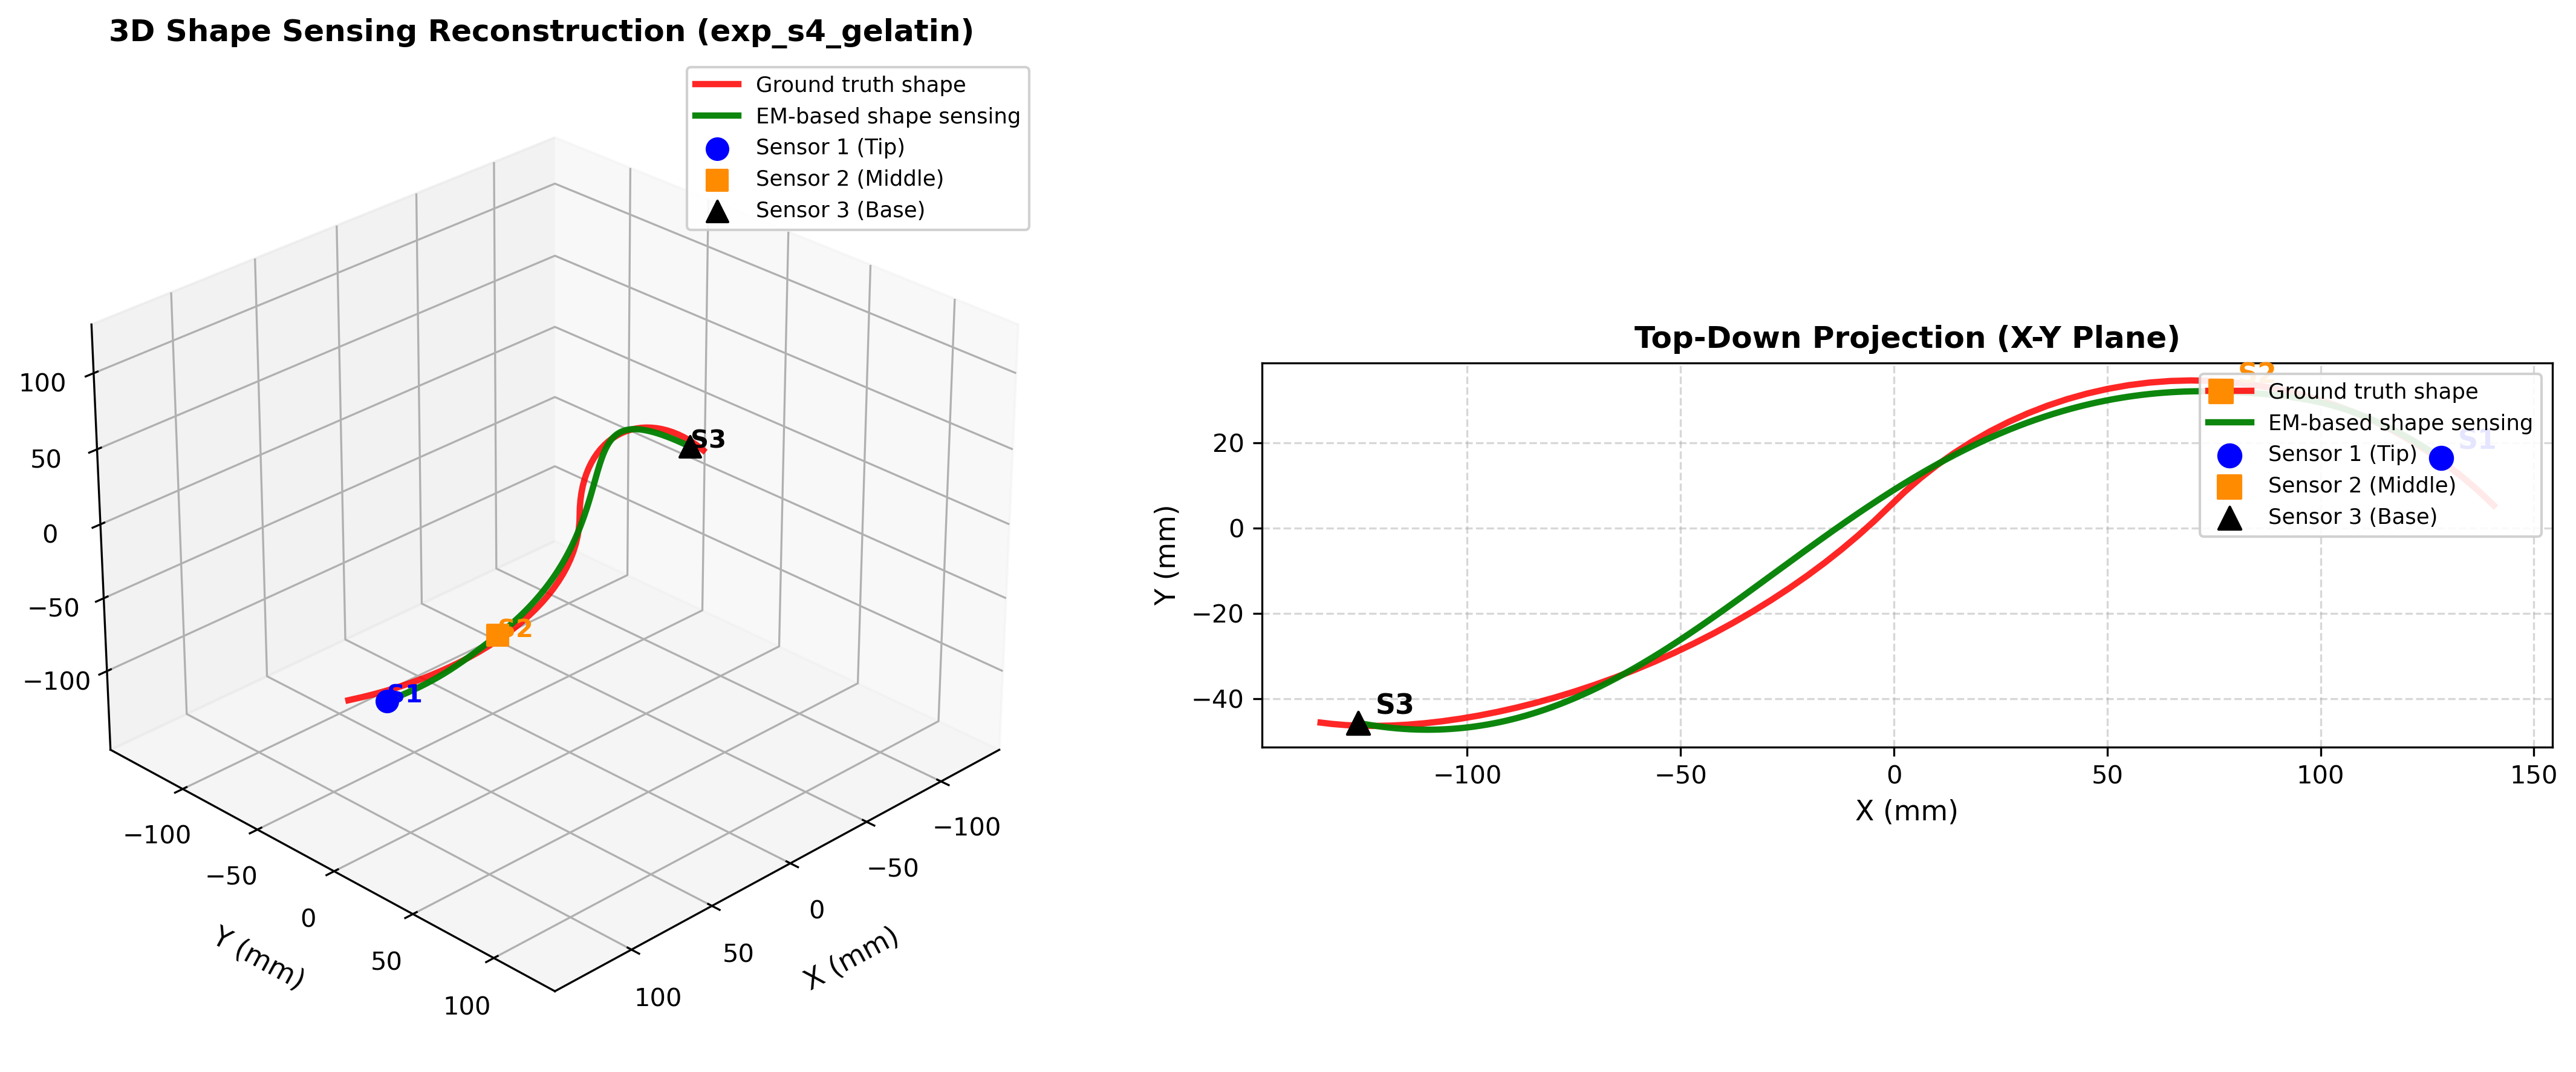 3D Shape Sensing Reconstruction (exp_s4_gelatin)
Ground truth shape
EM-based shape sensing
Sensor 1 (Tip)
Sensor 2 (Middle)
Sensor 3 (Base)
S3
S2
S1
100
50
0
−50
−100
−100
−50
0
50
100
Y (mm)
−100
−50
0
50
100
X (mm)
Top-Down Projection (X-Y Plane)
S2
Ground truth shape
EM-based shape sensing
S1
Sensor 1 (Tip)
Sensor 2 (Middle)
Sensor 3 (Base)
S3
20
0
−20
−40
Y (mm)
−100
−50
0
50
100
150
X (mm)